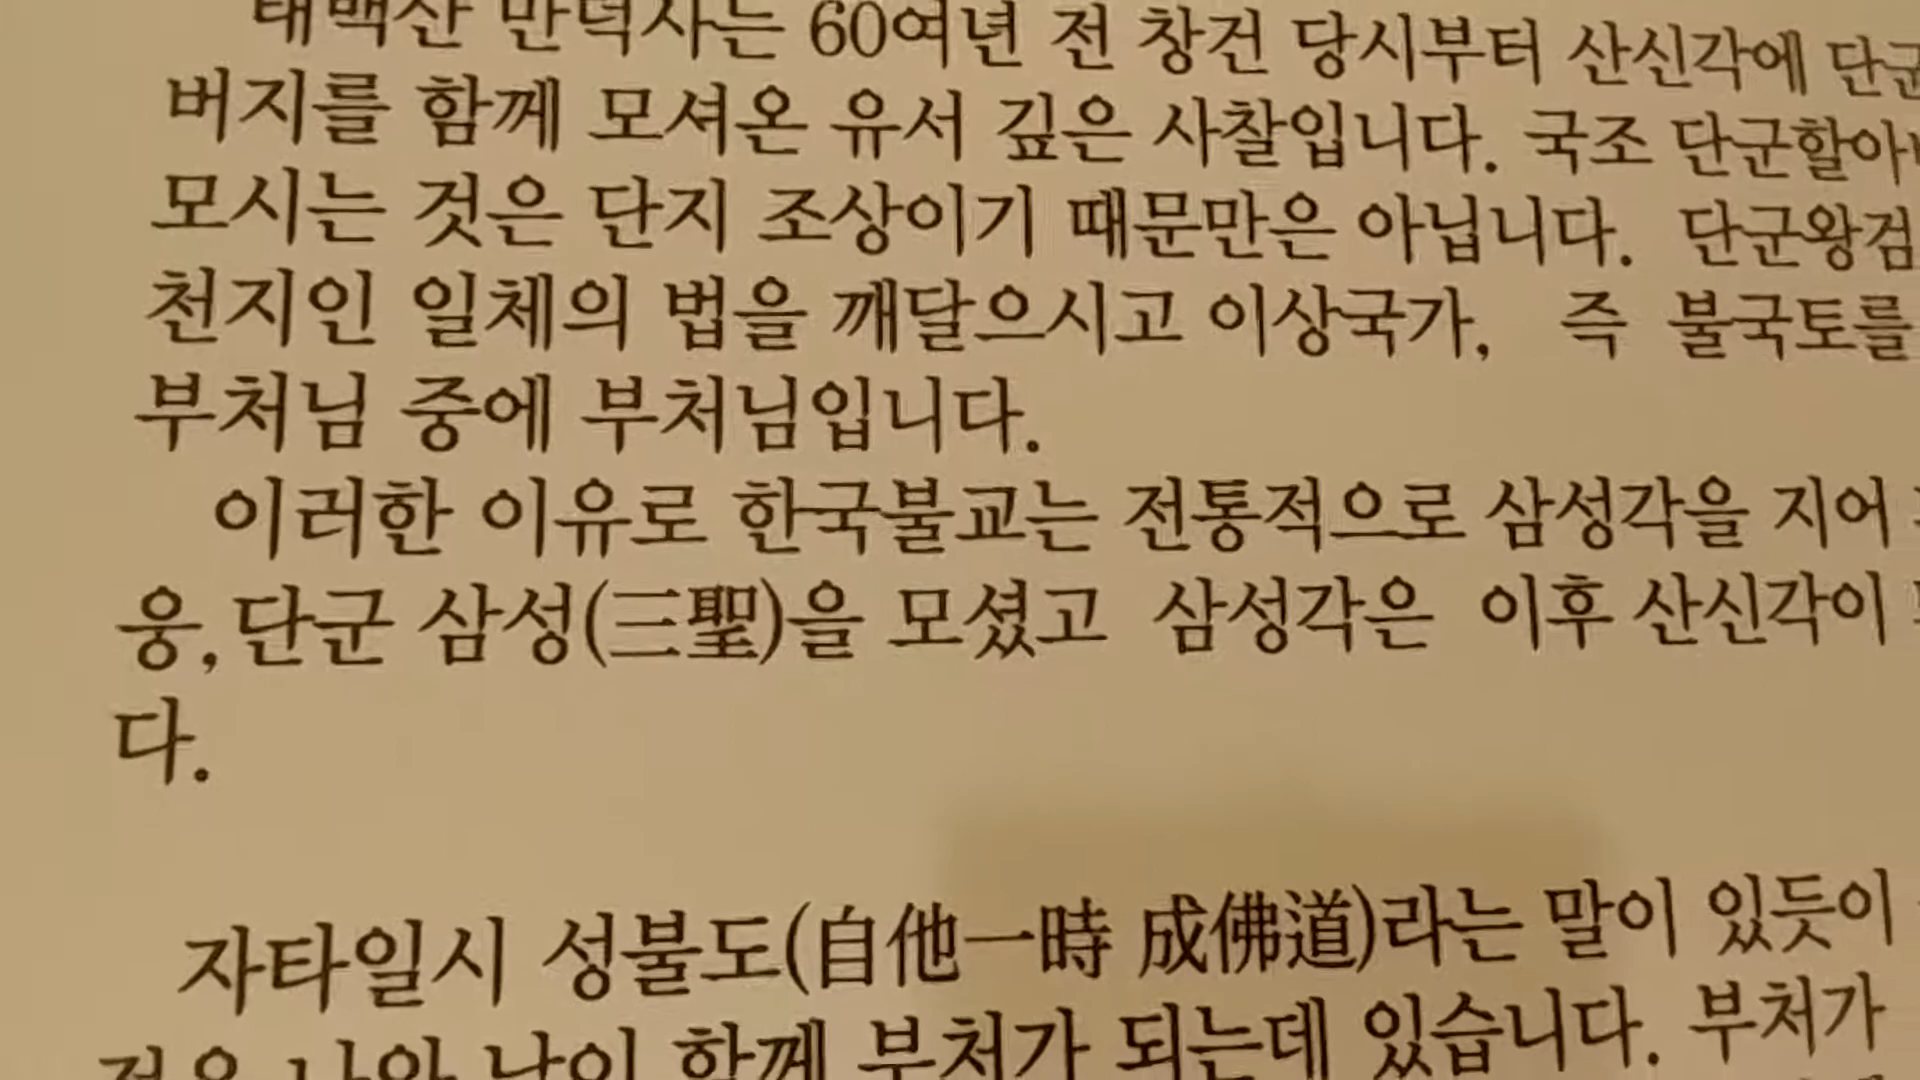 태백산 만덕사는 60여년 전 창건 당시부터 산신각에 단군
버지를 함께 모셔온 유서 깊은 사찰입니다. 국조 단군할아
모시는 것은 단지 조상이기 때문만은 아닙니다. 단군왕검
천지인 일체의 법을 깨달으시고 이상국가, 즉 불국토를
부처님 중에 부처님입니다.
이러한 이유로 한국불교는 전통적으로 삼성각을 지어
웅, 단군 삼성(三聖)을 모셨고 삼성각은 이후 산신각이
다.
자타일시 성불도(自他一時 成佛道)라는 말이 있듯이
나와 남이 함께 부처가 되는데 있습니다. 부처가